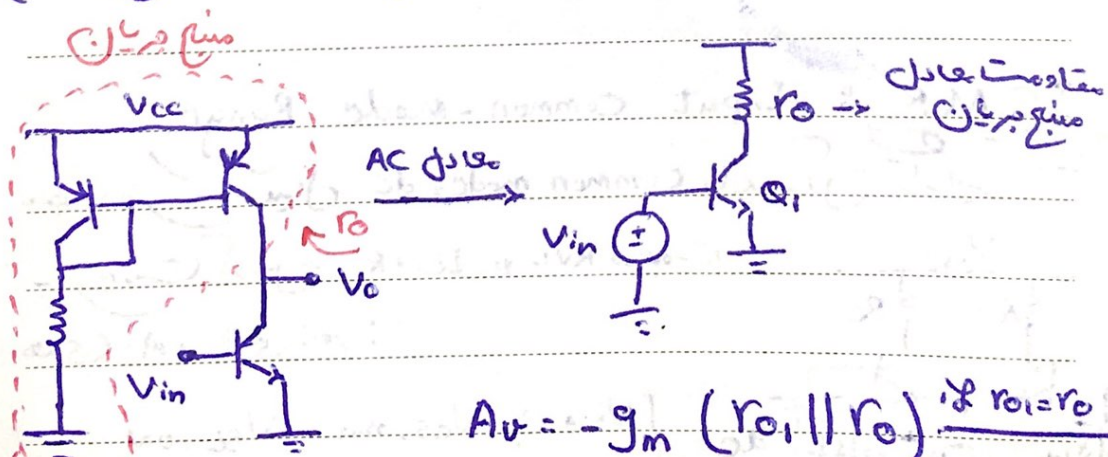 منبع جریان
Vcc
معادل AC
ro
Vo
Vin
ro → مقاومت معادل
منبع جریان
Q1
Vin
±
Av = -gm (ro1 || ro) if ro1=ro